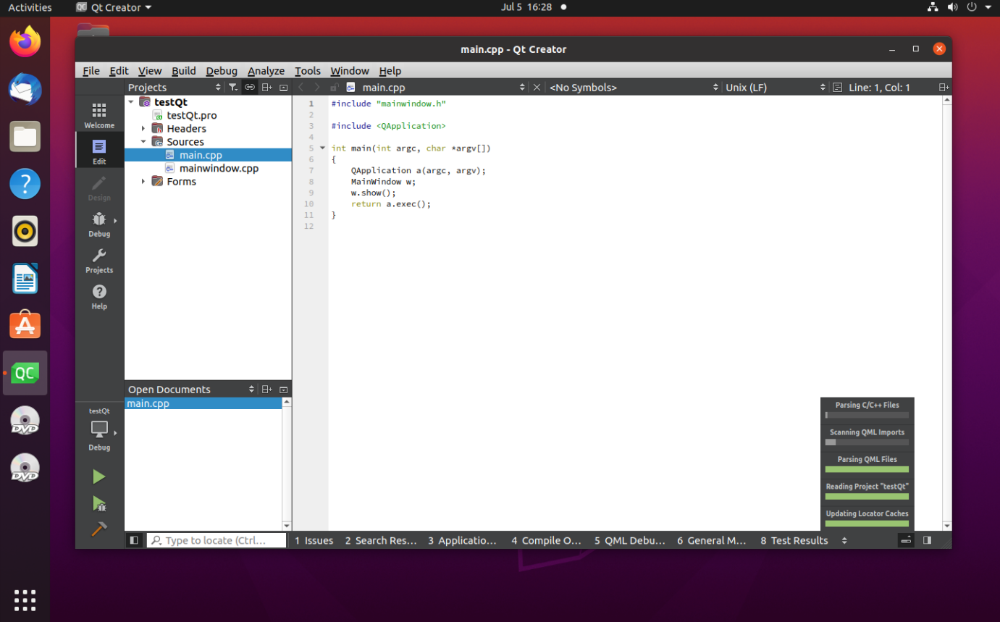 Activities
QC Qt Creator
Jul 5 16:28
main.cpp - Qt Creator
File Edit View Build Debug Analyze Tools Window Help
Projects
main.cpp
<No Symbols>
Unix (LF)
Line: 1, Col: 1
Welcome
Edit
Design
Debug
Projects
Help
testQt
testQt.pro
Headers
Sources
main.cpp
mainwindow.cpp
Forms
1 #include "mainwindow.h"
2
3 #include <QApplication>
4
5 int main(int argc, char *argv[])
6 {
7 QApplication a(argc, argv);
8 MainWindow w;
9 w.show();
10 return a.exec();
11 }
12
Open Documents
main.cpp
testQt
Debug
QC
DVD
DVD
Parsing C/C++ Files
Scanning QML Imports
Parsing QML Files
Reading Project "testQt"
Updating Locator Caches
Type to locate (Ctrl...
1 Issues
2 Search Res...
3 Applicatio...
4 Compile O...
5 QML Debu...
6 General M...
8 Test Results